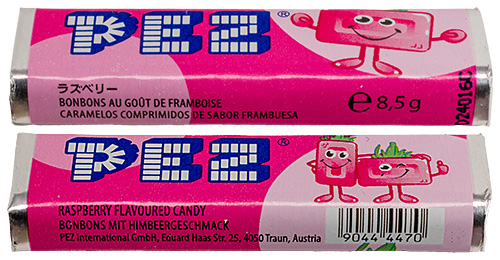 PEZ®
ラズベリー
BONBONS AU GOÛT DE FRAMBOISE
CARAMELOS COMPRIMIDOS DE SABOR FRAMBUESA
℮ 8,5 g
PEZ®
RASPBERRY FLAVOURED CANDY
BONBONS MIT HIMBEERGESCHMACK
PEZ International GmbH, Eduard Haas Str. 25, 4050 Traun, Austria
9044 4470